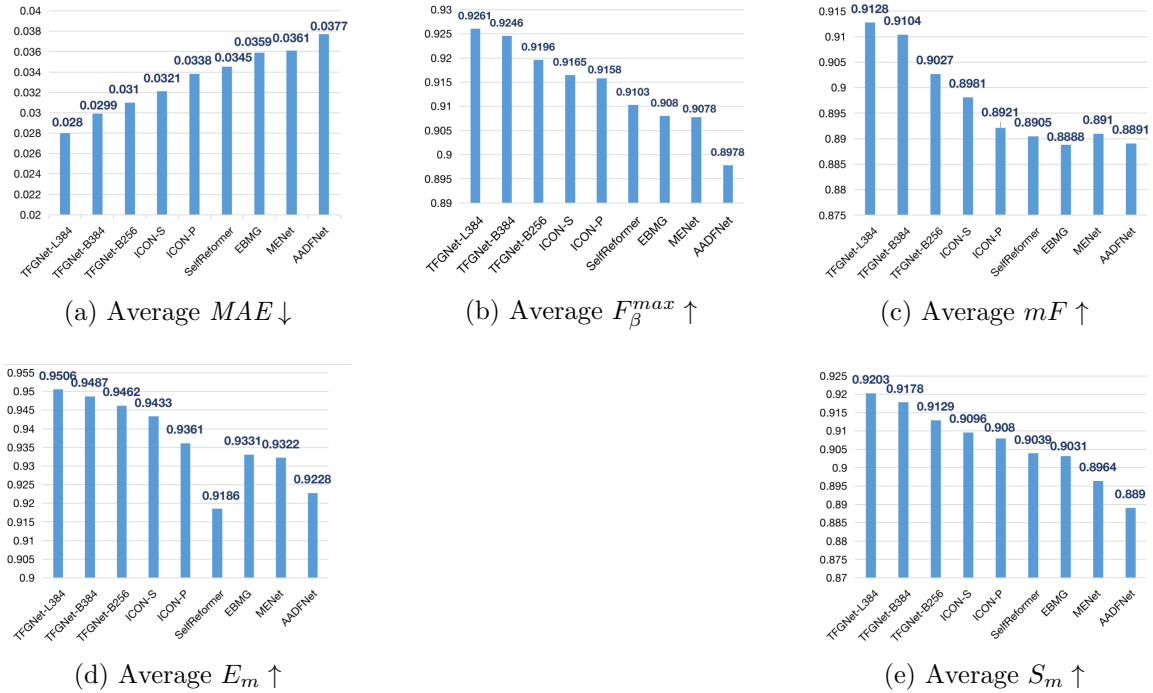 0.04
0.038
0.036
0.034
0.032
0.03
0.028
0.026
0.024
0.022
0.02
0.028
0.0299
0.031
0.0321
0.0338
0.0345
0.0359
0.0361
0.0377
TFGNet-L384
TFGNet-B384
TFGNet-B256
ICON-S
ICON-P
SelfReformer
EBMG
MENet
AADFNet
(a) Average MAE ↓
0.93
0.925
0.92
0.915
0.91
0.905
0.9
0.895
0.89
0.9261
0.9246
0.9196
0.9165
0.9158
0.9103
0.908
0.9078
0.8978
TFGNet-L384
TFGNet-B384
TFGNet-B256
ICON-S
ICON-P
SelfReformer
EBMG
MENet
AADFNet
(b) Average F_β^{max} ↑
0.915
0.91
0.905
0.9
0.895
0.89
0.885
0.88
0.875
0.9128
0.9104
0.9027
0.8981
0.8921
0.8905
0.8888
0.891
0.8891
TFGNet-L384
TFGNet-B384
TFGNet-B256
ICON-S
ICON-P
SelfReformer
EBMG
MENet
AADFNet
(c) Average mF ↑
0.955
0.95
0.945
0.94
0.935
0.93
0.925
0.92
0.915
0.91
0.905
0.9
0.9506
0.9487
0.9462
0.9433
0.9361
0.9186
0.9331
0.9322
0.9228
TFGNet-L384
TFGNet-B384
TFGNet-B256
ICON-S
ICON-P
SelfReformer
EBMG
MENet
AADFNet
(d) Average E_m ↑
0.925
0.92
0.915
0.91
0.905
0.9
0.895
0.89
0.885
0.88
0.875
0.87
0.9203
0.9178
0.9129
0.9096
0.908
0.9039
0.9031
0.8964
0.889
TFGNet-L384
TFGNet-B384
TFGNet-B256
ICON-S
ICON-P
SelfReformer
EBMG
MENet
AADFNet
(e) Average S_m ↑